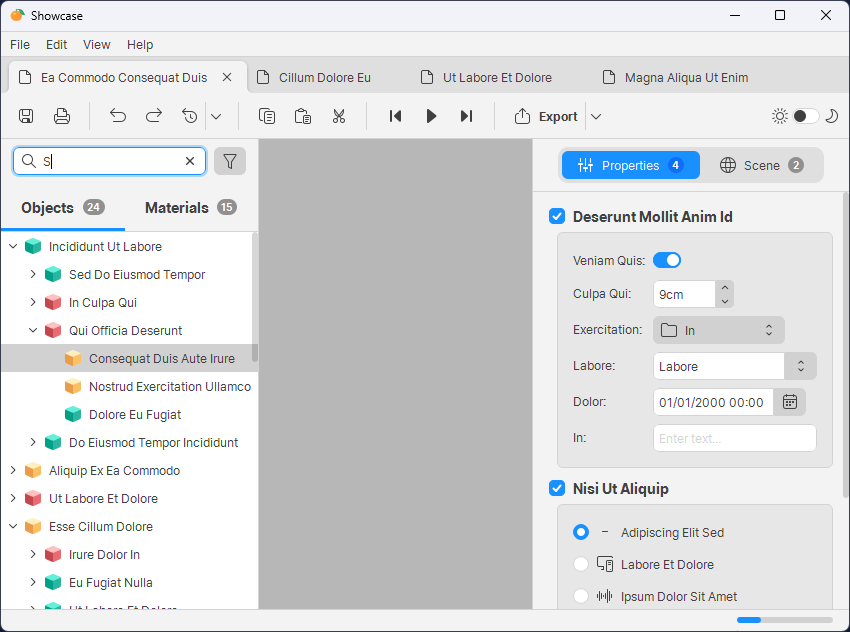 Showcase
File Edit View Help
Ea Commodo Consequat Duis Cillum Dolore Eu Ut Labore Et Dolore Magna Aliqua Ut Enim
Export
S
Properties 4 Scene 2
Objects 24 Materials 15
Incididunt Ut Labore
Sed Do Eiusmod Tempor
In Culpa Qui
Qui Officia Deserunt
Consequat Duis Aute Irure
Nostrud Exercitation Ullamco
Dolore Eu Fugiat
Do Eiusmod Tempor Incididunt
Aliquip Ex Ea Commodo
Ut Labore Et Dolore
Esse Cillum Dolore
Irure Dolor In
Eu Fugiat Nulla
Ut Labore Et Dolore
Deserunt Mollit Anim Id
Veniam Quis:
Culpa Qui: 9cm
Exercitation: In
Labore: Labore
Dolor: 01/01/2000 00:00
In: Enter text...
Nisi Ut Aliquip
Adipiscing Elit Sed
Labore Et Dolore
Ipsum Dolor Sit Amet